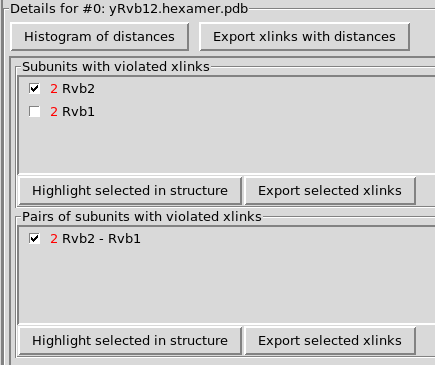 Details for #0: yRvb12.hexamer.pdb
Histogram of distances Export xlinks with distances
Subunits with violated xlinks
2 Rvb2
2 Rvb1
Highlight selected in structure Export selected xlinks
Pairs of subunits with violated xlinks
2 Rvb2 - Rvb1
Highlight selected in structure Export selected xlinks